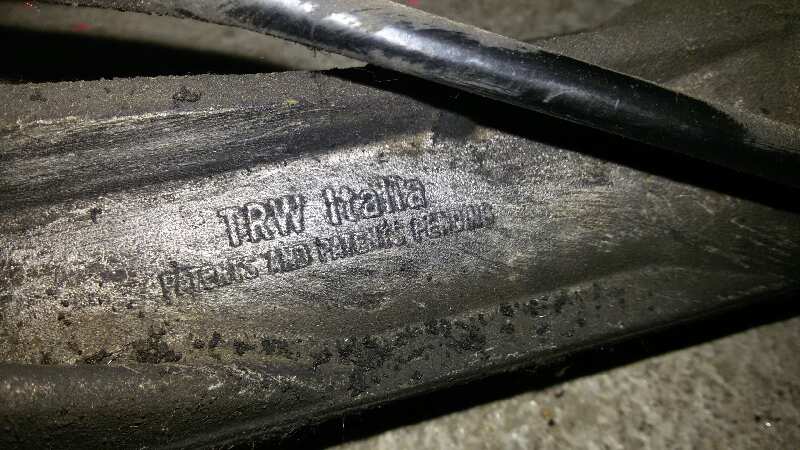 TRW Italia
PATENTS AND PATENTS PENDING